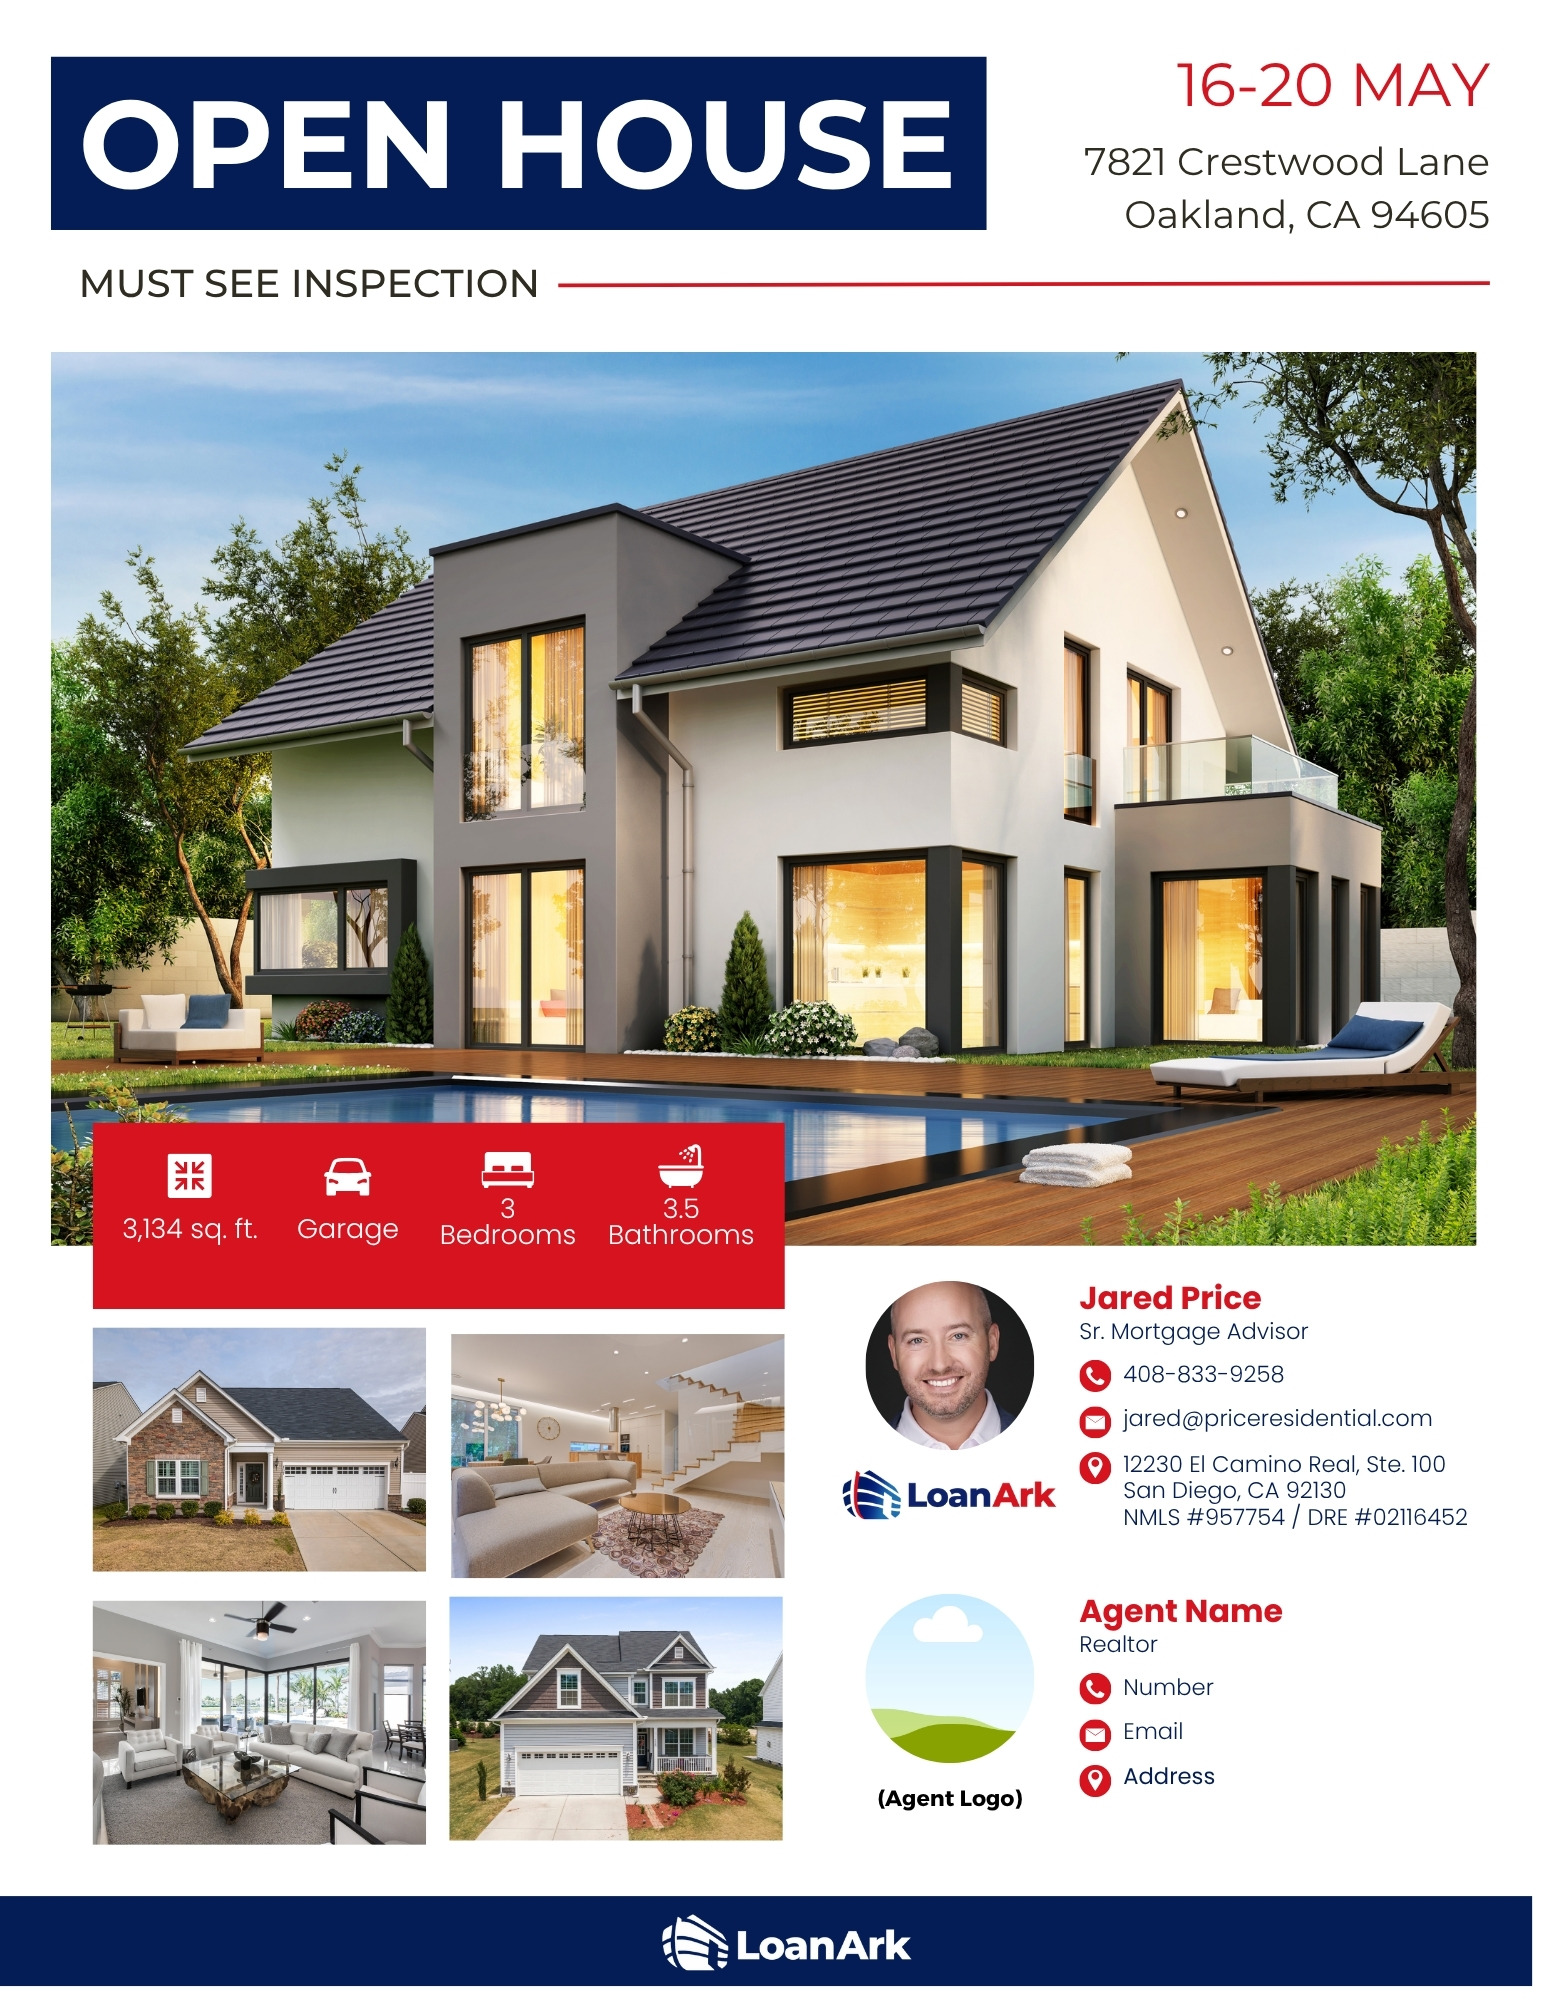 OPEN HOUSE
16-20 MAY
7821 Crestwood Lane
Oakland, CA 94605
MUST SEE INSPECTION
3,134 sq. ft.
Garage
3
Bedrooms
3.5
Bathrooms
Jared Price
Sr. Mortgage Advisor
408-833-9258
jared@priceresidential.com
12230 El Camino Real, Ste. 100
San Diego, CA 92130
NMLS #957754 / DRE #02116452
LoanArk
Agent Name
Realtor
Number
Email
Address
(Agent Logo)
LoanArk